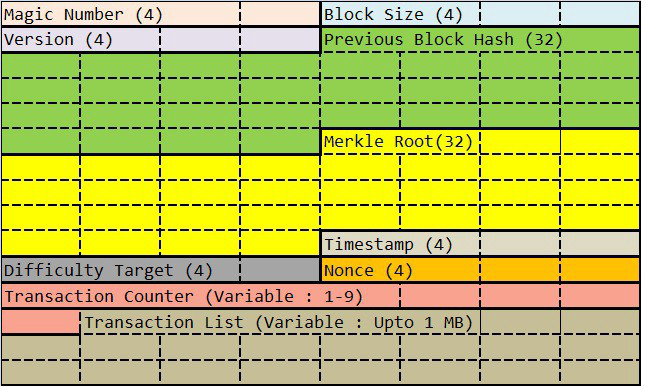 Magic Number (4)
Block Size (4)
Version (4)
Previous Block Hash (32)
Merkle Root(32)
Timestamp (4)
Difficulty Target (4)
Nonce (4)
Transaction Counter (Variable : 1-9)
Transaction List (Variable : Upto 1 MB)